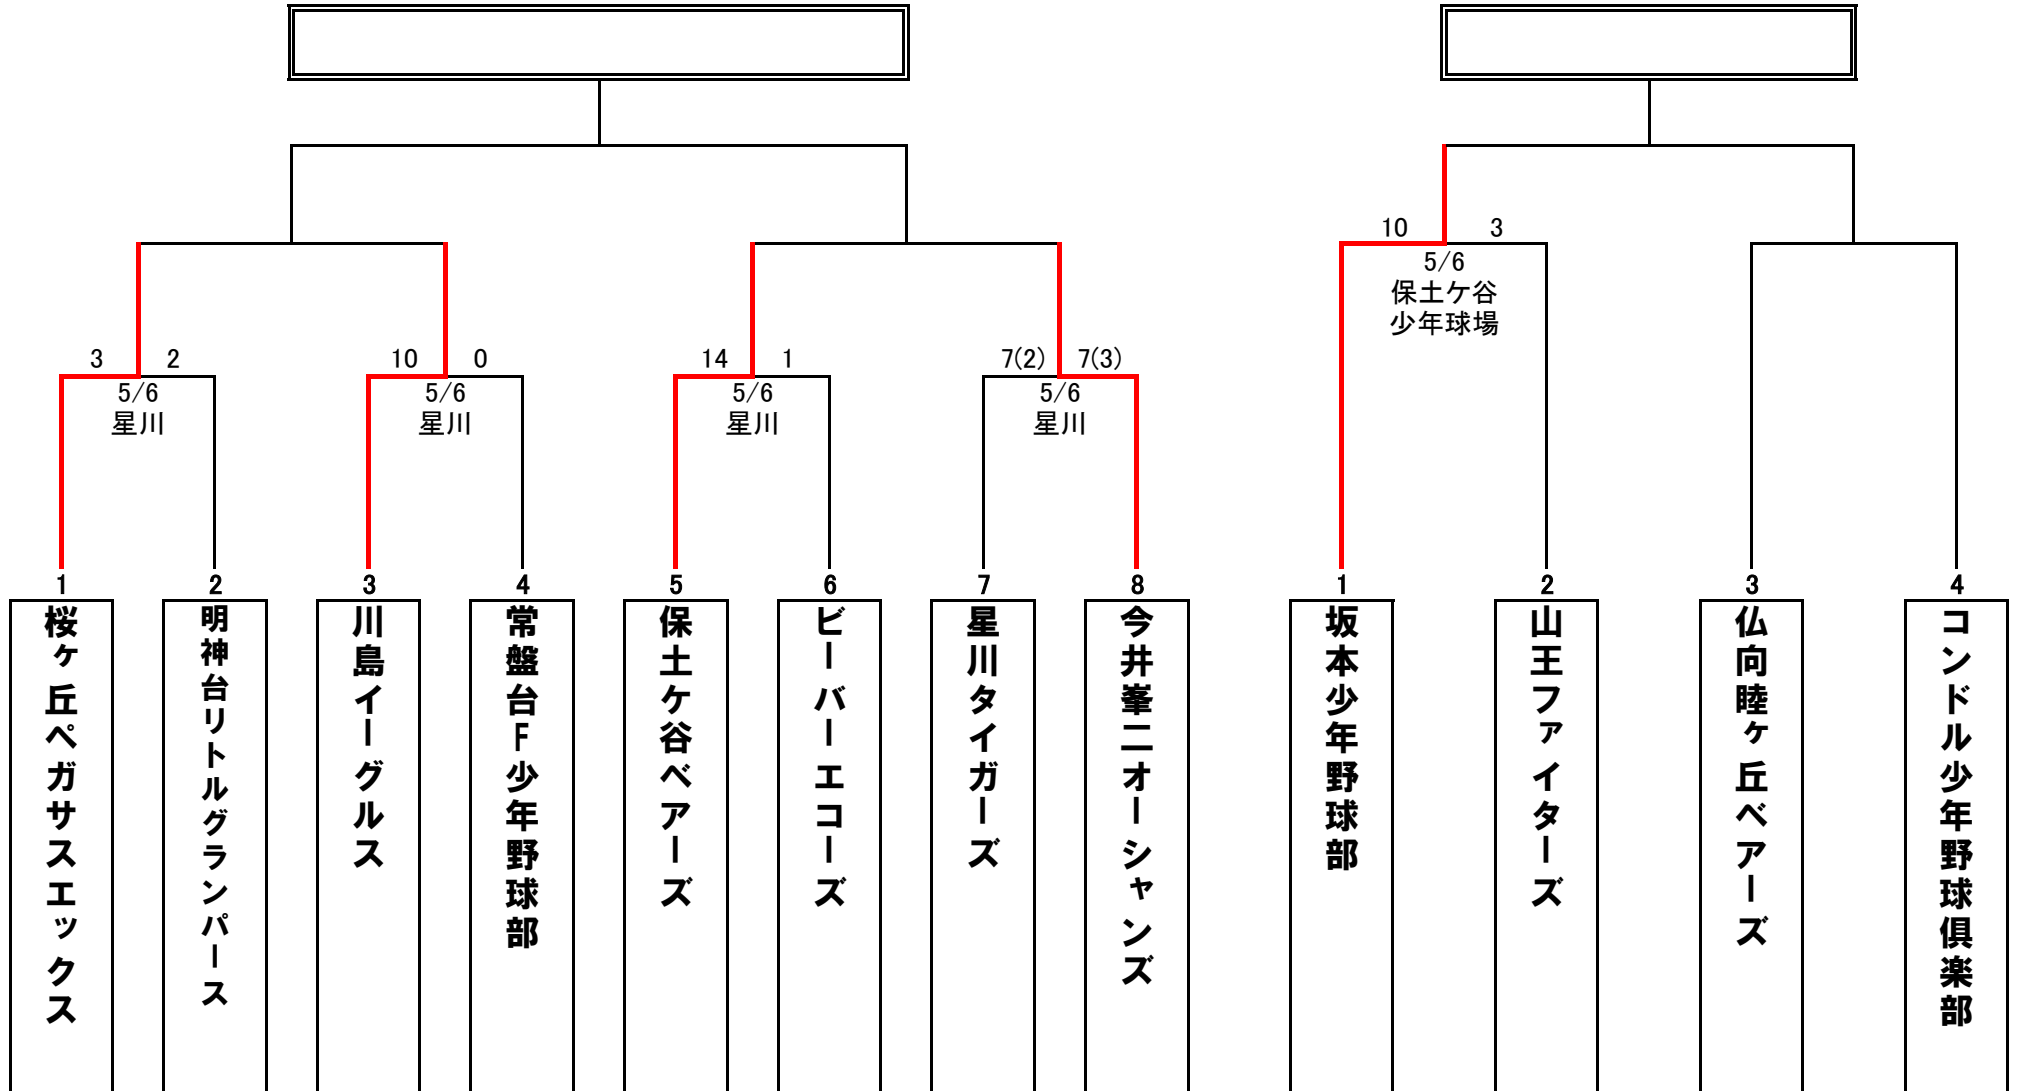 10 3
5/6
保土ケ谷
少年球場
3 2
5/6
星川
10 0
5/6
星川
14 1
5/6
星川
7(2) 7(3)
5/6
星川
1
桜ヶ丘ペガサスエックス
2
明神台リトルグランパース
3
川島イーグルス
4
常盤台F少年野球部
5
保土ケ谷ベアーズ
6
ビーバーエコーズ
7
星川タイガーズ
8
今井峯二オーシャンズ
1
坂本少年野球部
2
山王ファイターズ
3
仏向睦ヶ丘ベアーズ
4
コンドル少年野球倶楽部